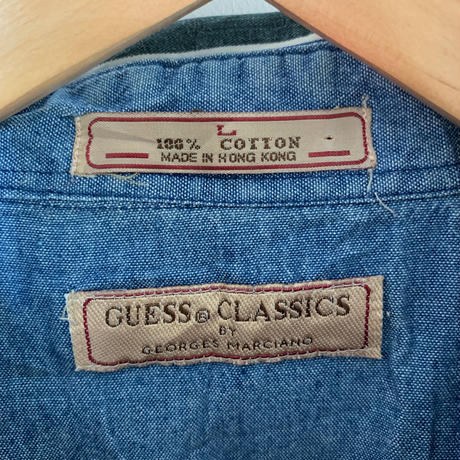 L
100% COTTON
MADE IN HONG KONG
GUESS® CLASSICS
BY
GEORGES MARCIANO